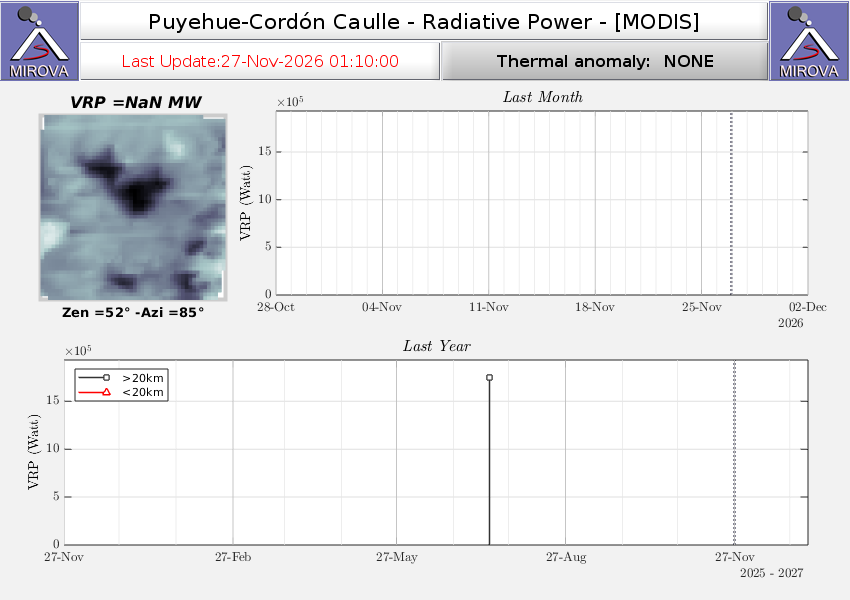 Puyehue-Cordón Caulle - Radiative Power - [MODIS]
MIROVA
Last Update:27-Nov-2026 01:10:00
Thermal anomaly: NONE
MIROVA
VRP =NaN MW
Zen =52° -Azi =85°
Last Month
×10⁵
VRP (Watt)
15
10
5
0
28-Oct 04-Nov 11-Nov 18-Nov 25-Nov 02-Dec
2026
Last Year
×10⁵
VRP (Watt)
>20km
<20km
15
10
5
0
27-Nov 27-Feb 27-May 27-Aug 27-Nov
2025 - 2027